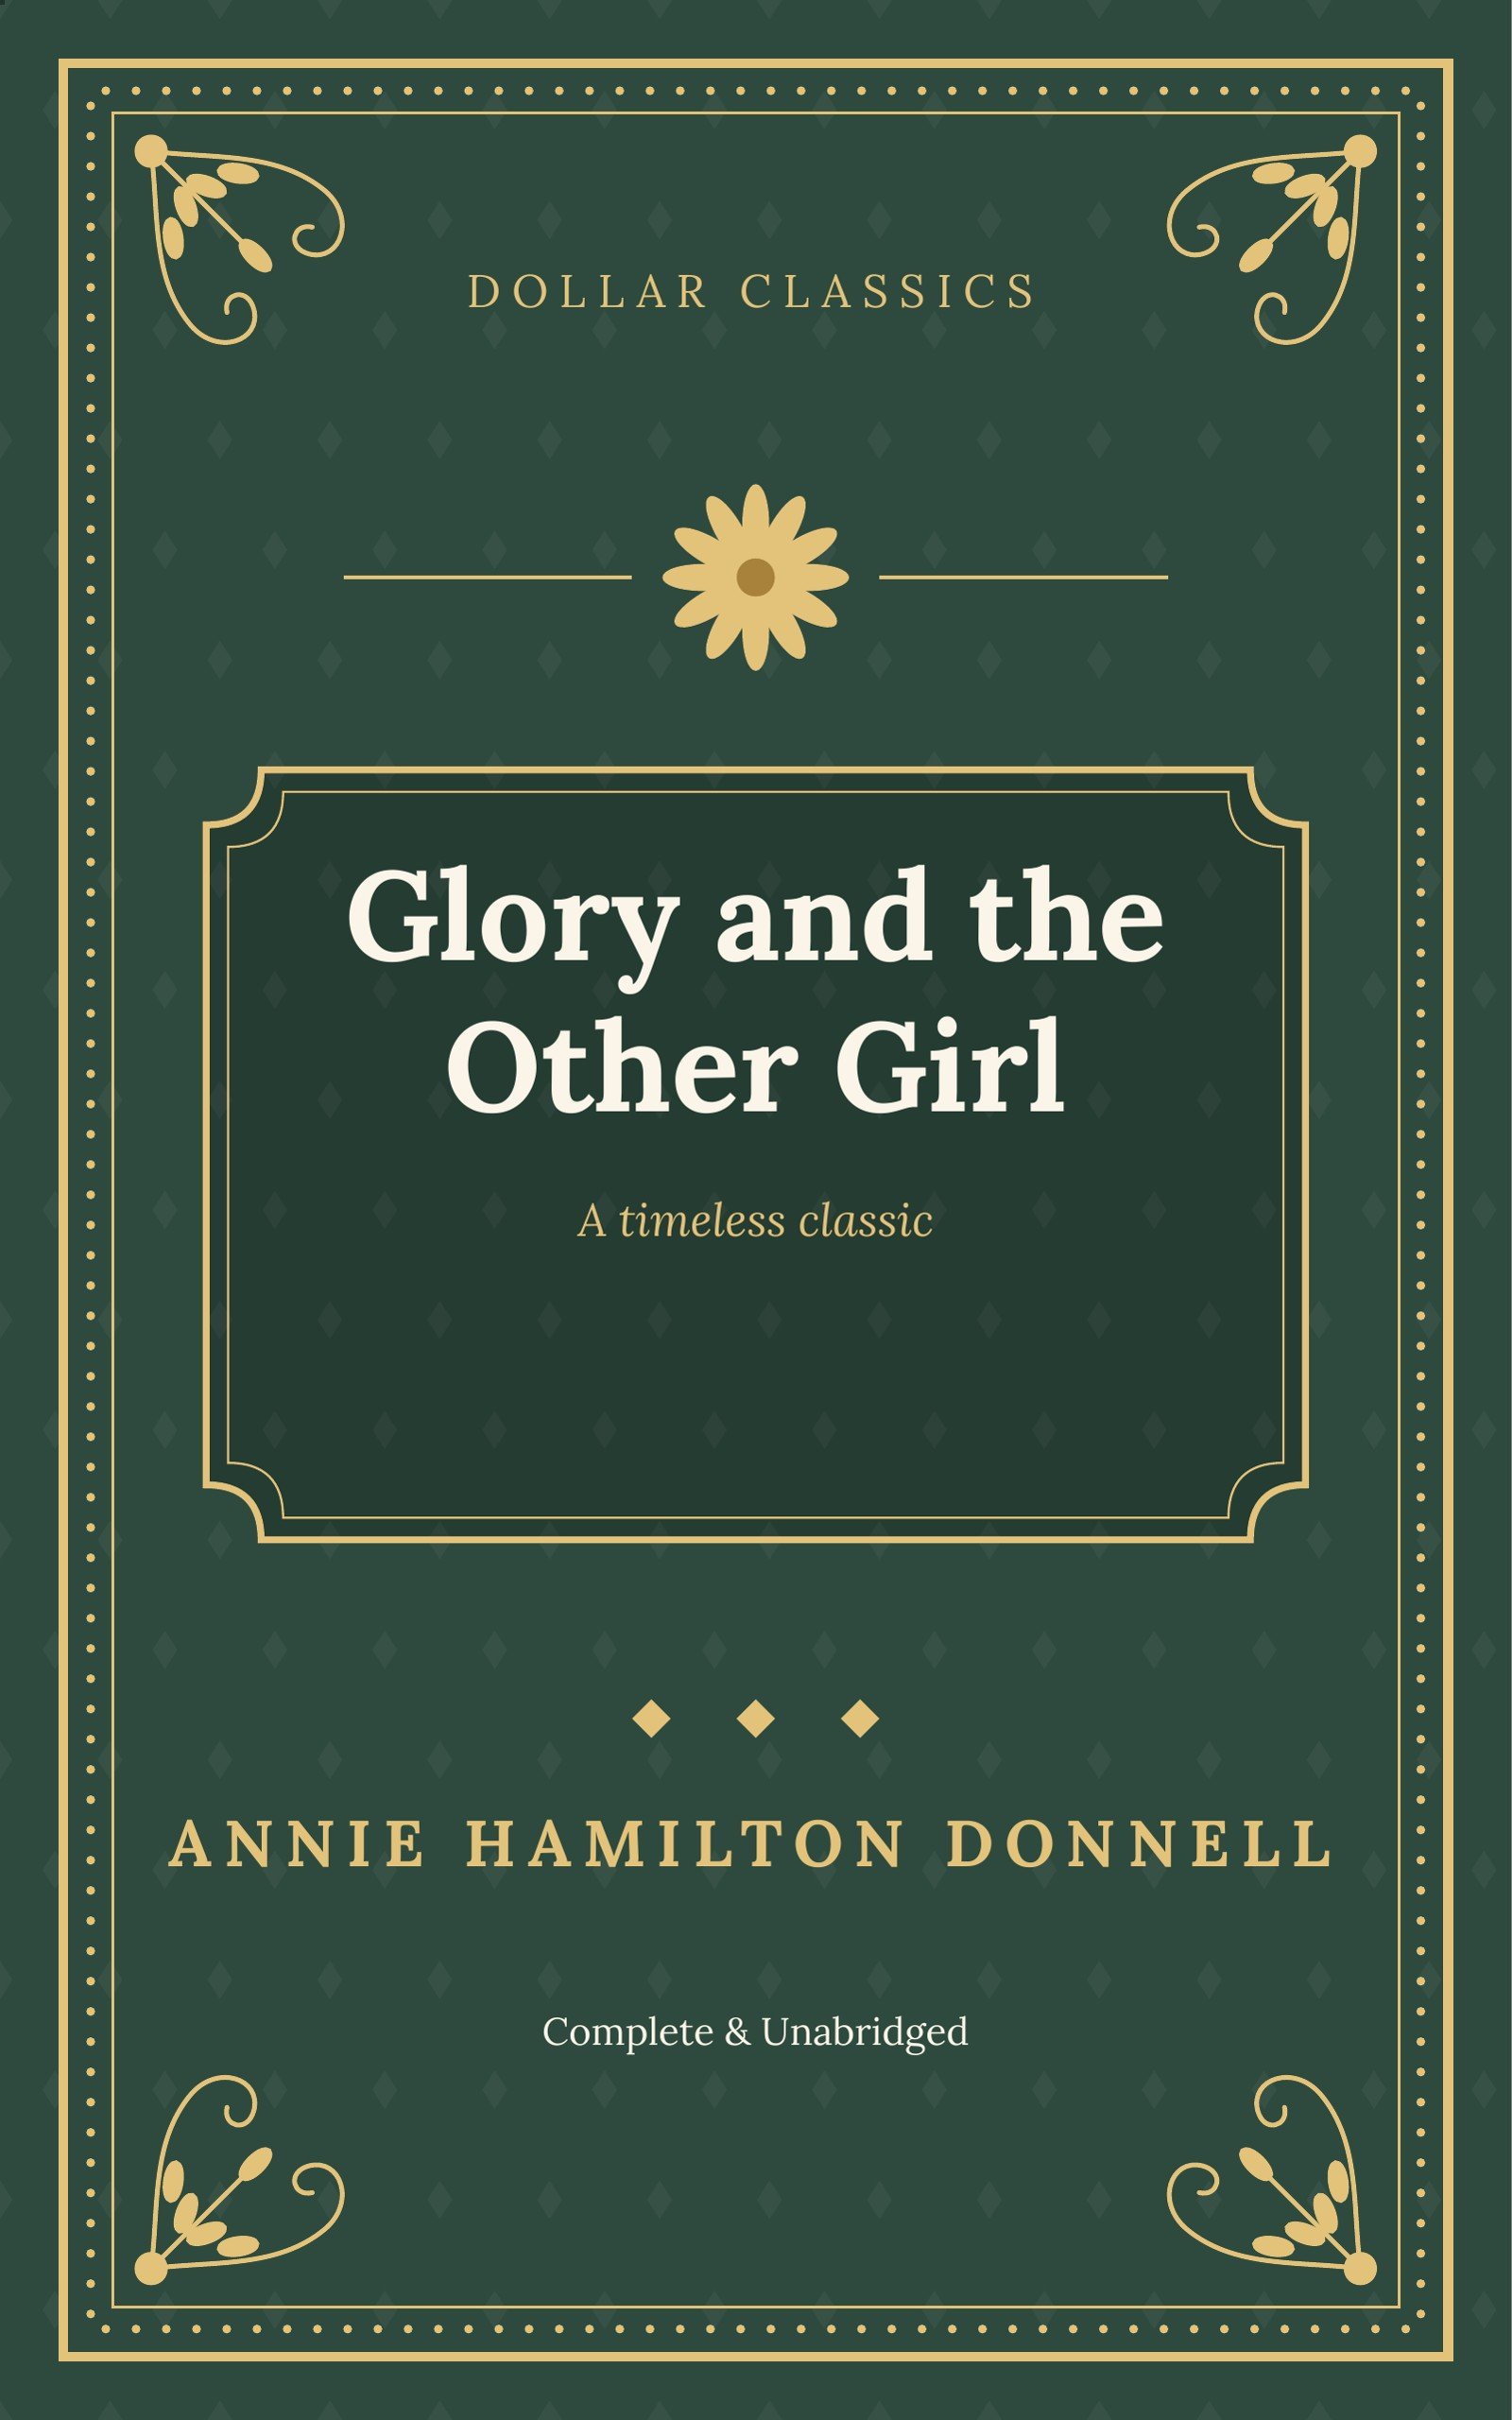 DOLLAR CLASSICS
Glory and the
Other Girl
A timeless classic
ANNIE HAMILTON DONNELL
Complete & Unabridged